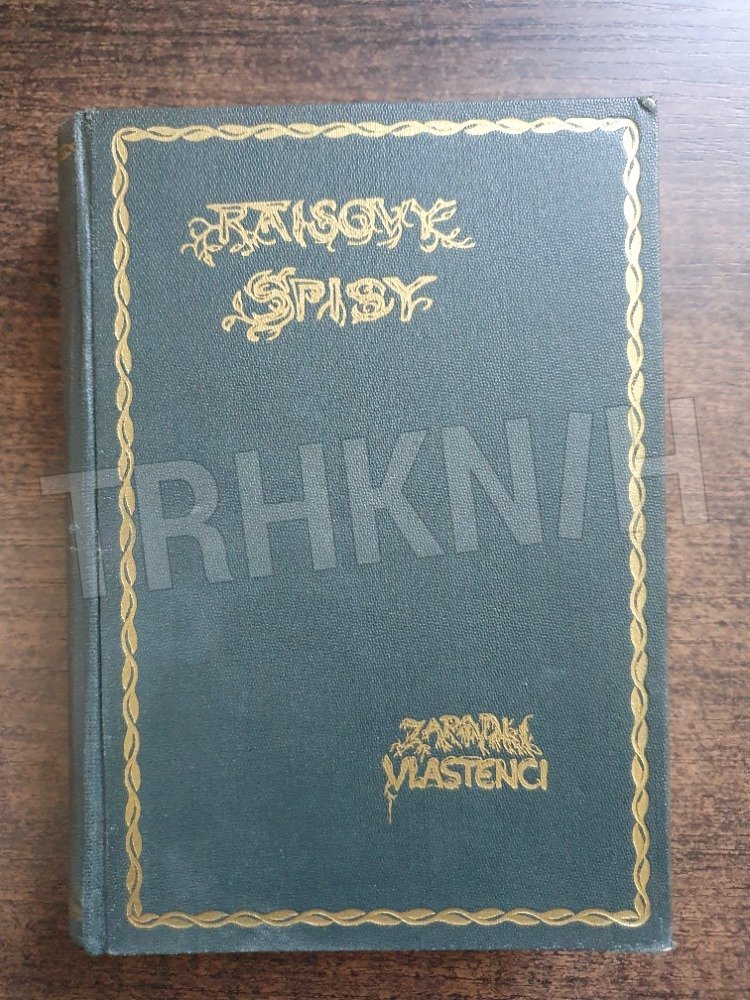 RAISOVY
SPISY
TRHKNIH
ZAPADLÍ
VLASTENCI